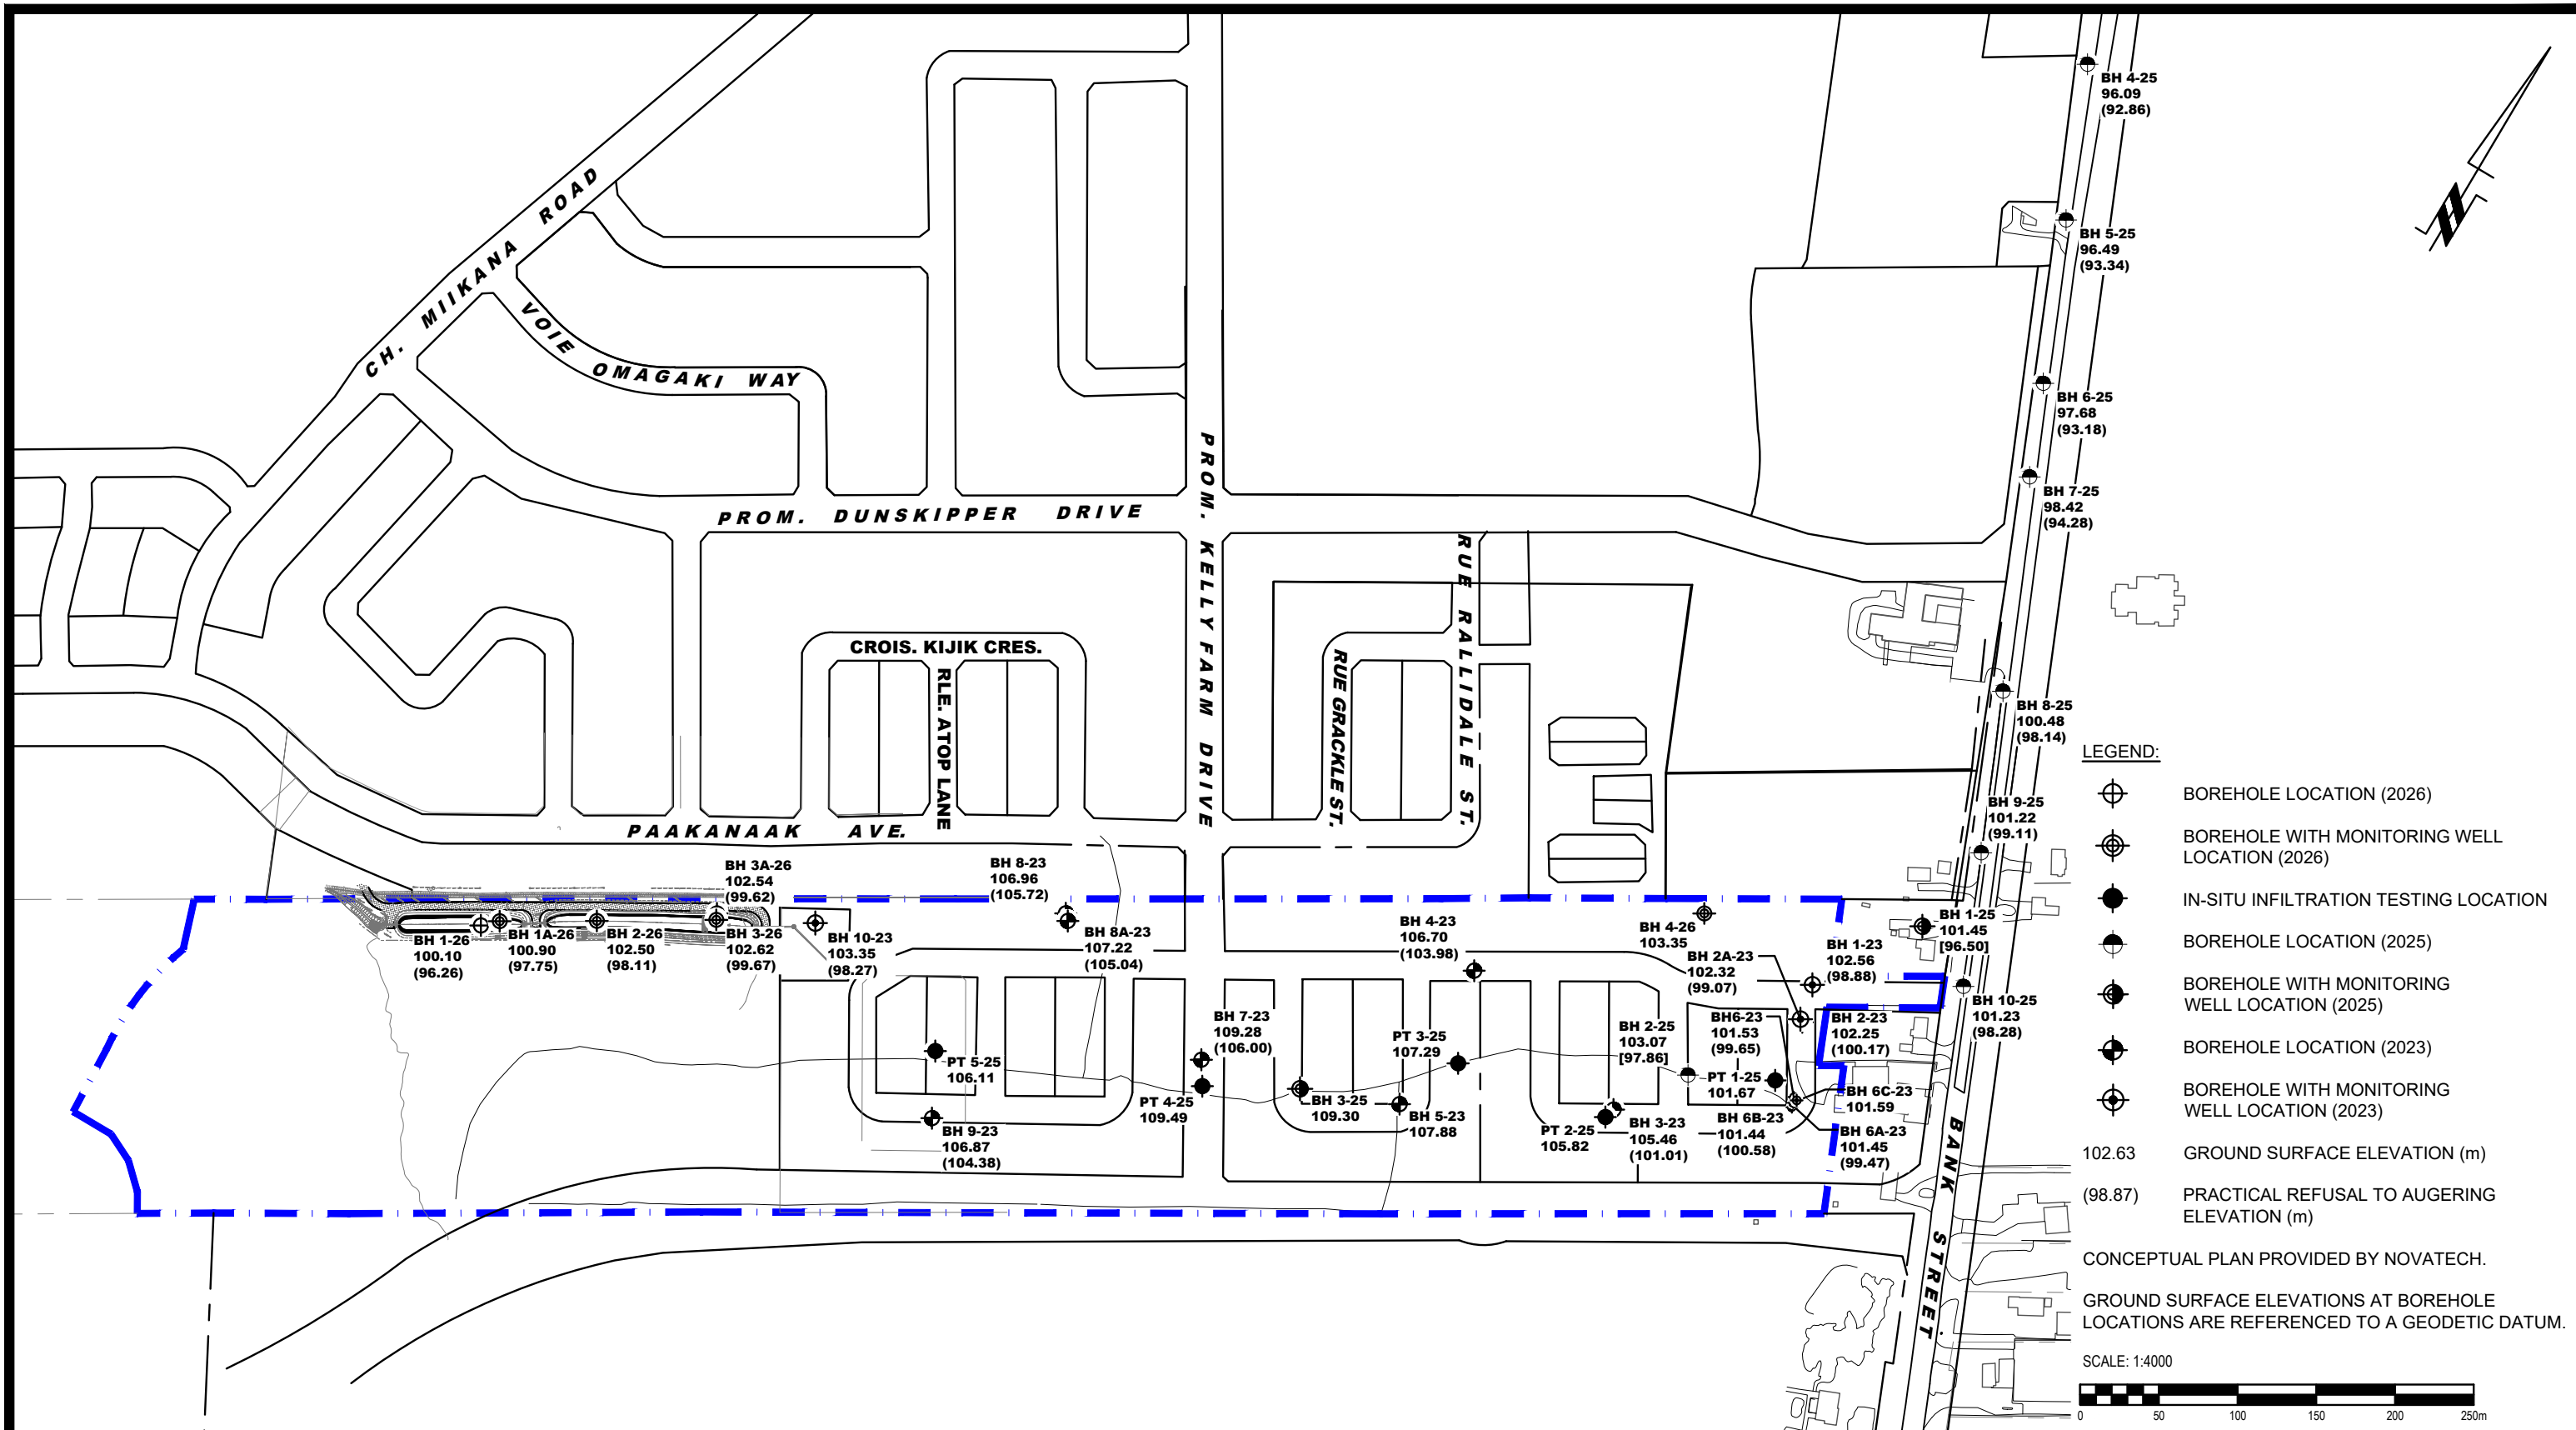 BH 4-25
96.09
(92.86)
BH 5-25
96.49
(93.34)
BH 6-25
97.68
(93.18)
BH 7-25
98.42
(94.28)
BH 8-25
100.48
(98.14)
BH 9-25
101.22
(99.11)
BH 1-25
101.45
[96.50]
BH 10-25
101.23
(98.28)
CH. MIIKANA ROAD
VOIE OMAGAKI WAY
PROM. DUNSKIPPER DRIVE
PROM. KELLY FARM DRIVE
RUE RALLIDALE ST.
RUE GRACKLE ST.
CROIS. KIJIK CRES.
RLE. ATOP LANE
PAAKANAAK AVE.
BANK STREET
BH 3A-26
102.54
(99.62)
BH 8-23
106.96
(105.72)
BH 1-26
100.10
(96.26)
BH 1A-26
100.90
(97.75)
BH 2-26
102.50
(98.11)
BH 3-26
102.62
(99.67)
BH 10-23
103.35
(98.27)
BH 8A-23
107.22
(105.04)
BH 4-23
106.70
(103.98)
BH 4-26
103.35
BH 2A-23
102.32
(99.07)
BH 1-23
102.56
(98.88)
BH 7-23
109.28
(106.00)
PT 3-25
107.29
BH 2-25
103.07
[97.86]
BH6-23
101.53
(99.65)
BH 2-23
102.25
(100.17)
PT 5-25
106.11
PT 4-25
109.49
BH 3-25
109.30
BH 5-23
107.88
PT 1-25
101.67
BH 6C-23
101.59
BH 9-23
106.87
(104.38)
PT 2-25
105.82
BH 3-23
105.46
(101.01)
BH 6B-23
101.44
(100.58)
BH 6A-23
101.45
(99.47)
LEGEND:
BOREHOLE LOCATION (2026)
BOREHOLE WITH MONITORING WELL
LOCATION (2026)
IN-SITU INFILTRATION TESTING LOCATION
BOREHOLE LOCATION (2025)
BOREHOLE WITH MONITORING
WELL LOCATION (2025)
BOREHOLE LOCATION (2023)
BOREHOLE WITH MONITORING
WELL LOCATION (2023)
102.63 GROUND SURFACE ELEVATION (m)
(98.87) PRACTICAL REFUSAL TO AUGERING
ELEVATION (m)
CONCEPTUAL PLAN PROVIDED BY NOVATECH.
GROUND SURFACE ELEVATIONS AT BOREHOLE
LOCATIONS ARE REFERENCED TO A GEODETIC DATUM.
SCALE: 1:4000
0 50 100 150 200 250m